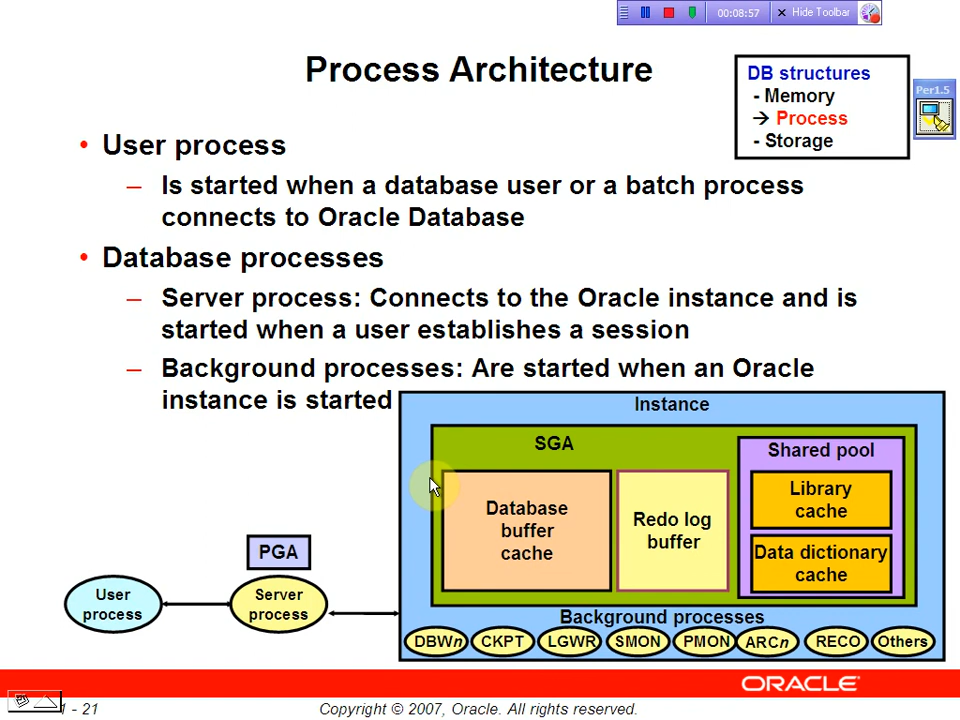 00:08:57 × Hide Toolbar
Process Architecture
DB structures
- Memory
→ Process
- Storage
Per1.5
• User process
– Is started when a database user or a batch process
connects to Oracle Database
• Database processes
– Server process: Connects to the Oracle instance and is
started when a user establishes a session
– Background processes: Are started when an Oracle
instance is started
Instance
SGA
Shared pool
Library
cache
Database
buffer
cache
Redo log
buffer
Data dictionary
cache
PGA
User
process
Server
process
Background processes
DBWn CKPT LGWR SMON PMON ARCn RECO Others
ORACLE
1 - 21
Copyright © 2007, Oracle. All rights reserved.